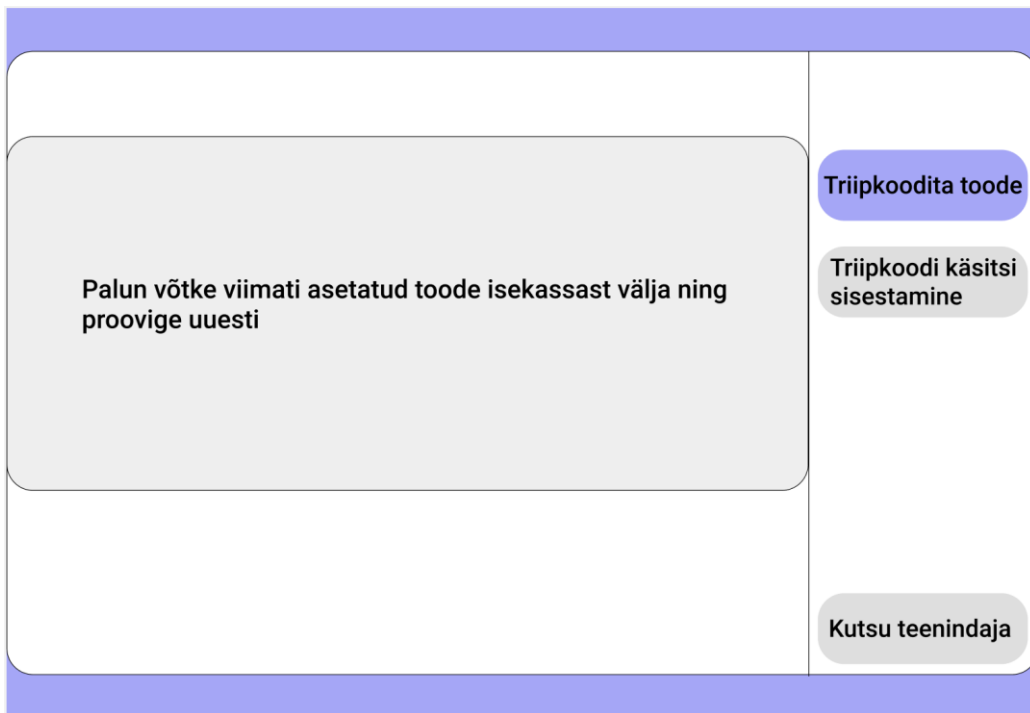 Palun võtke viimati asetatud toode isekassast välja ning
proovige uuesti
Triipkoodita toode
Triipkoodi käsitsi
sisestamine
Kutsu teenindaja